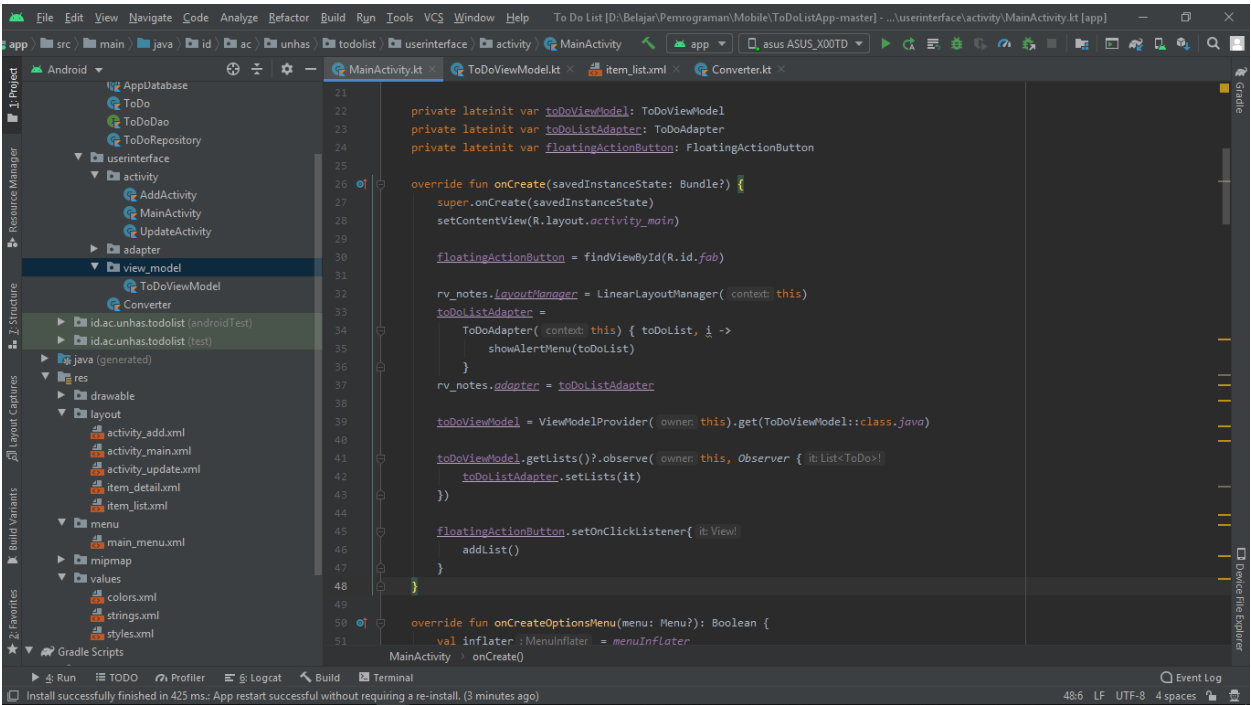 File Edit View Navigate Code Analyze Refactor Build Run Tools VCS Window Help To Do List [D:\Belajar\Pemrograman\Mobile\ToDoListApp-master] - ...\userinterface\activity\MainActivity.kt [app]
app src main java id ac unhas todolist userinterface activity MainActivity app asus ASUS_X00TD
Android MainActivity.kt ToDoViewModel.kt item_list.xml Converter.kt
1: Project
Resource Manager
Z: Structure
Layout Captures
Build Variants
2: Favorites
AppDatabase
ToDo
ToDoDao
ToDoRepository
userinterface
activity
AddActivity
MainActivity
UpdateActivity
adapter
view_model
ToDoViewModel
Converter
id.ac.unhas.todolist (androidTest)
id.ac.unhas.todolist (test)
java (generated)
res
drawable
layout
activity_add.xml
activity_main.xml
activity_update.xml
item_detail.xml
item_list.xml
menu
main_menu.xml
mipmap
values
colors.xml
strings.xml
styles.xml
Gradle Scripts
21
22 private lateinit var toDoViewModel: ToDoViewModel
23 private lateinit var toDoListAdapter: ToDoAdapter
24 private lateinit var floatingActionButton: FloatingActionButton
25
26 override fun onCreate(savedInstanceState: Bundle?) {
27 super.onCreate(savedInstanceState)
28 setContentView(R.layout.activity_main)
29
30 floatingActionButton = findViewById(R.id.fab)
31
32 rv_notes.LayoutManager = LinearLayoutManager( context: this)
33 toDoListAdapter =
34 ToDoAdapter( context: this) { toDoList, i ->
35 showAlertMenu(toDoList)
36 }
37 rv_notes.adapter = toDoListAdapter
38
39 toDoViewModel = ViewModelProvider( owner: this).get(ToDoViewModel::class.java)
40
41 toDoViewModel.getLists()?.observe( owner: this, Observer { it: List<ToDo>!
42 toDoListAdapter.setLists(it)
43 })
44
45 floatingActionButton.setOnClickListener{ it: View!
46 addList()
47 }
48 }
49
50 override fun onCreateOptionsMenu(menu: Menu?): Boolean {
51 val inflater : MenuInflater = menuInflater
MainActivity › onCreate()
Gradle
Device File Explorer
4: Run TODO Profiler 6: Logcat Build Terminal Event Log
Install successfully finished in 425 ms.: App restart successful without requiring a re-install. (3 minutes ago) 48:6 LF UTF-8 4 spaces